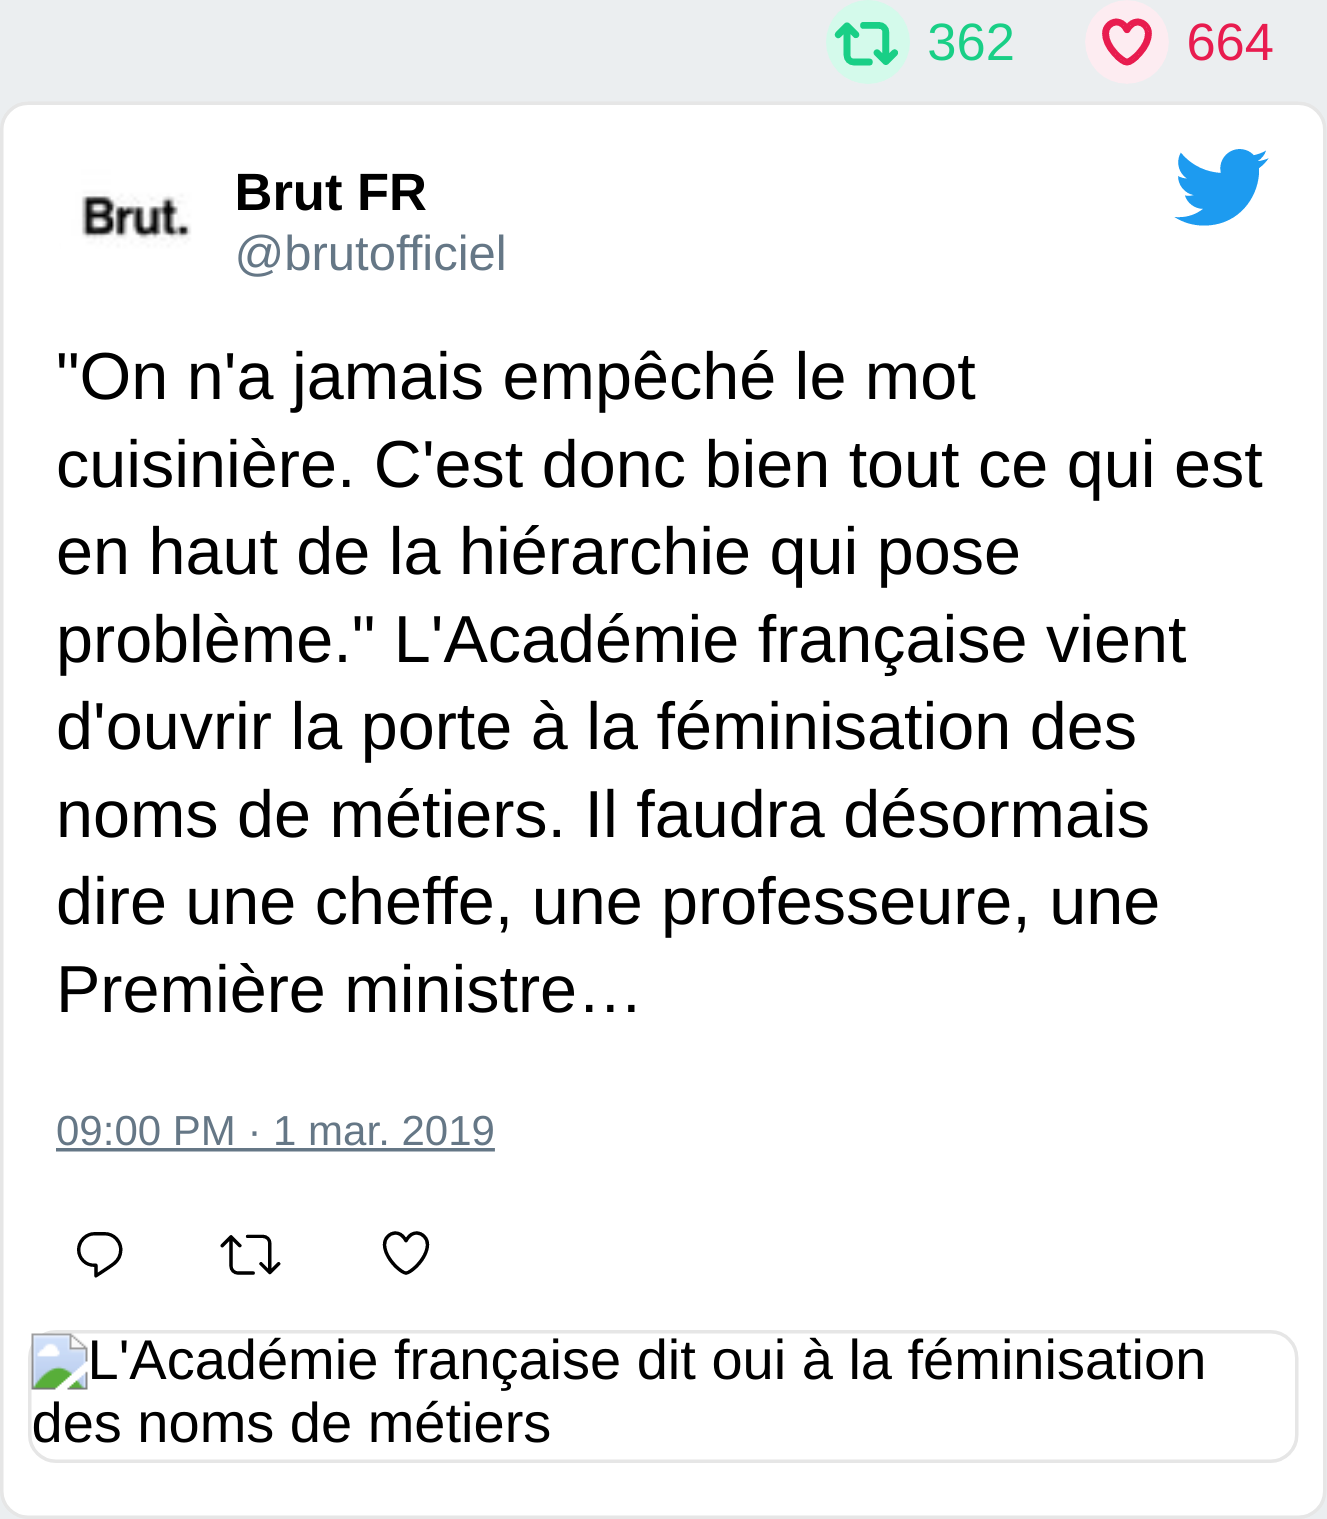 362 664
Brut.
Brut FR
@brutofficiel
"On n'a jamais empêché le mot
cuisinière. C'est donc bien tout ce qui est
en haut de la hiérarchie qui pose
problème." L'Académie française vient
d'ouvrir la porte à la féminisation des
noms de métiers. Il faudra désormais
dire une cheffe, une professeure, une
Première ministre…
09:00 PM · 1 mar. 2019
L'Académie française dit oui à la féminisation
des noms de métiers